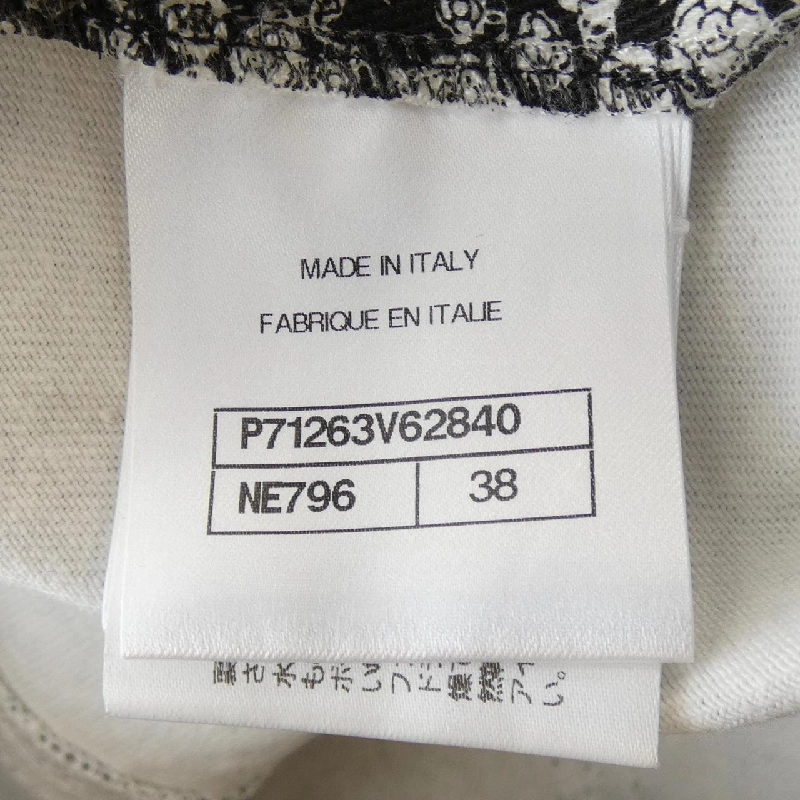 MADE IN ITALY
FABRIQUE EN ITALIE
P71263V62840
NE796 38